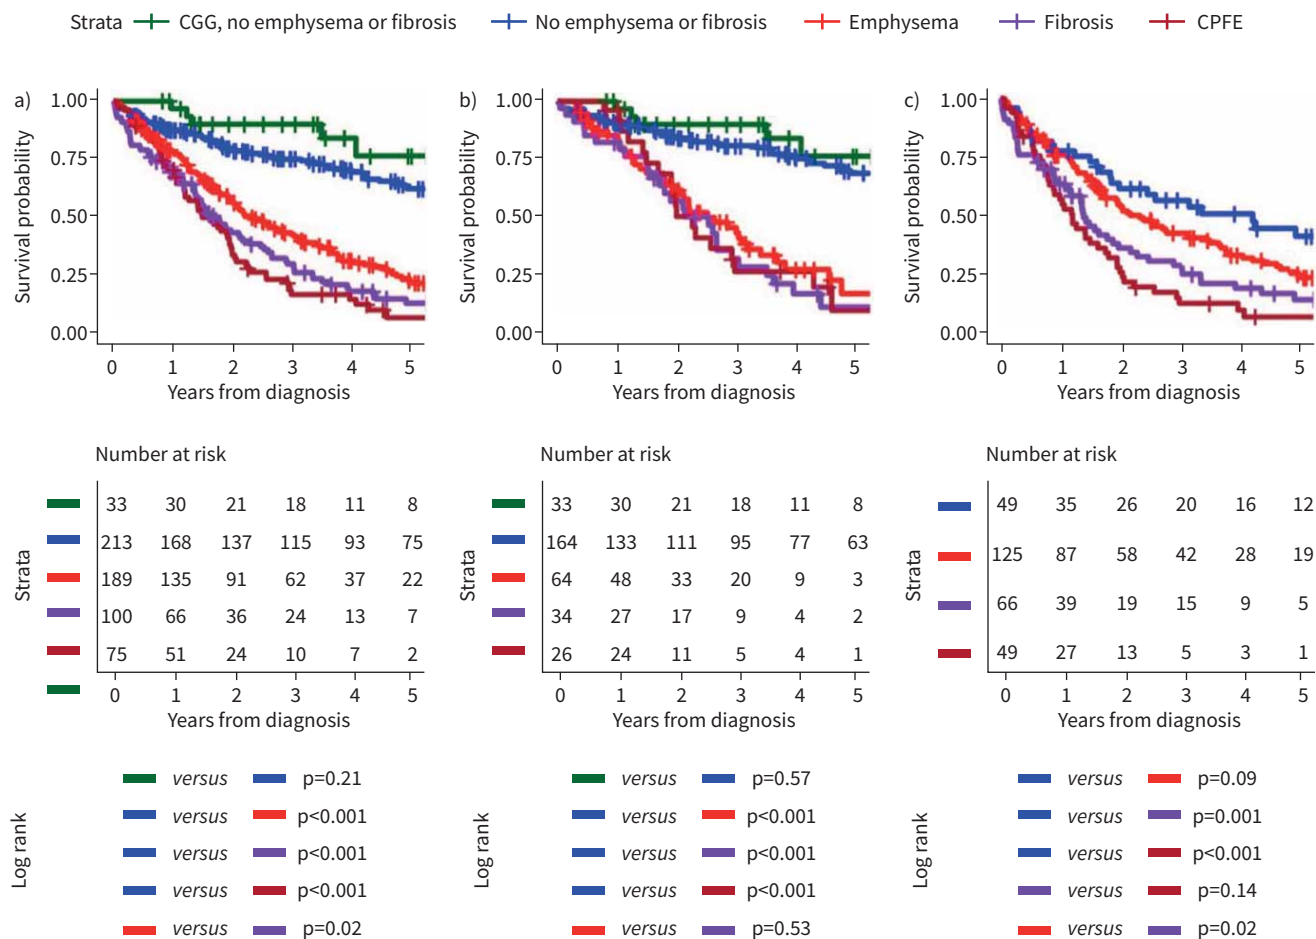 Strata CGG, no emphysema or fibrosis No emphysema or fibrosis Emphysema Fibrosis CPFE
a)
Survival probability
1.00
0.75
0.50
0.25
0.00
0 1 2 3 4 5
Years from diagnosis
b)
Survival probability
1.00
0.75
0.50
0.25
0.00
0 1 2 3 4 5
Years from diagnosis
c)
Survival probability
1.00
0.75
0.50
0.25
0.00
0 1 2 3 4 5
Years from diagnosis
Number at risk
Strata
33 30 21 18 11 8
213 168 137 115 93 75
189 135 91 62 37 22
100 66 36 24 13 7
75 51 24 10 7 2
0 1 2 3 4 5
Years from diagnosis
Number at risk
Strata
33 30 21 18 11 8
164 133 111 95 77 63
64 48 33 20 9 3
34 27 17 9 4 2
26 24 11 5 4 1
0 1 2 3 4 5
Years from diagnosis
Number at risk
Strata
49 35 26 20 16 12
125 87 58 42 28 19
66 39 19 15 9 5
49 27 13 5 3 1
0 1 2 3 4 5
Years from diagnosis
Log rank
versus p=0.21
versus p<0.001
versus p<0.001
versus p<0.001
versus p=0.02
Log rank
versus p=0.57
versus p<0.001
versus p<0.001
versus p<0.001
versus p=0.53
Log rank
versus p=0.09
versus p=0.001
versus p<0.001
versus p=0.14
versus p=0.02